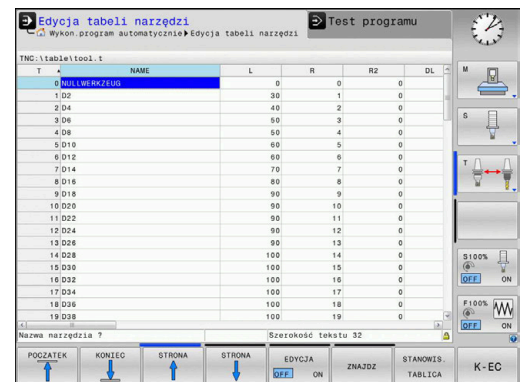 Edycja tabeli narzędzi
Test programu
Wykon.program automatycznie Edycja tabeli narzędzi
TNC:\table\tool.t
T NAME L R R2 DL
0 NULLWERKZEUG 0 0 0
1 D2 30 1 0
2 D4 40 2 0
3 D6 50 3 0
4 D8 50 4 0
5 D10 60 5 0
6 D12 60 6 0
7 D14 70 7 0
8 D16 80 8 0
9 D18 90 9 0
10 D20 90 10 0
11 D22 90 11 0
12 D24 90 12 0
13 D26 90 13 0
14 D28 100 14 0
15 D30 100 15 0
16 D32 100 16 0
17 D34 100 17 0
18 D36 100 18 0
19 D38 100 19 0
Nazwa narzędzia ? Szerokość tekstu 32
M
S
T
S100%
OFF ON
F100%
OFF ON
POCZATEK
KONIEC
STRONA
STRONA
EDYCJA
OFF ON
ZNAJDZ
STANOWIS.
TABLICA
K-EC